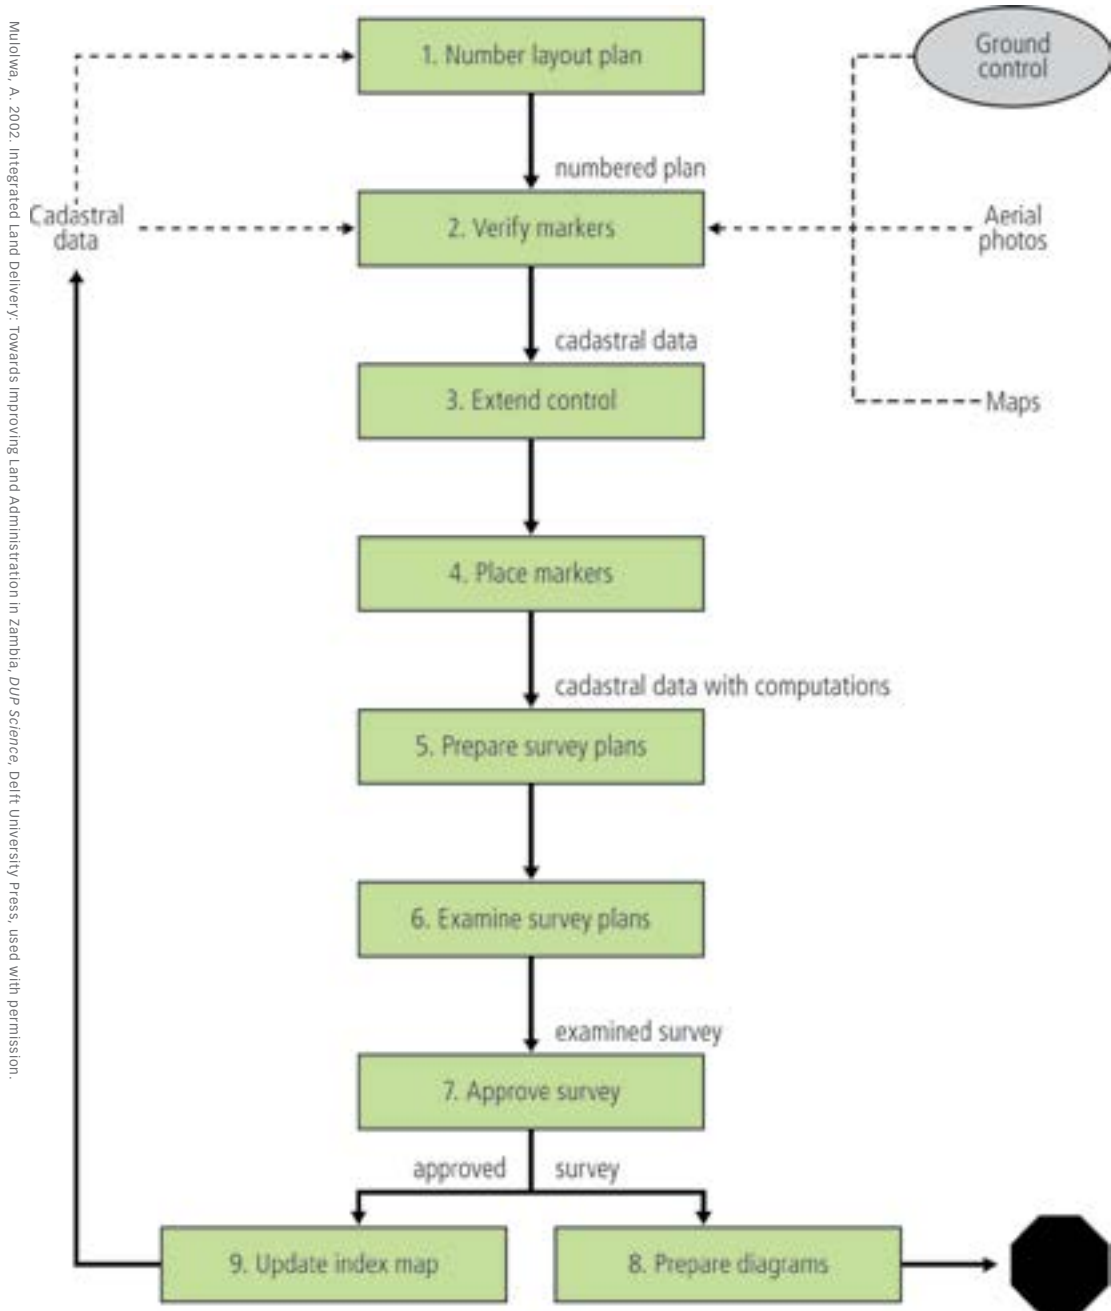 1. Number layout plan
Ground
control
numbered plan
Cadastral
data
2. Verify markers
Aerial
photos
cadastral data
3. Extend control
Maps
4. Place markers
cadastral data with computations
5. Prepare survey plans
6. Examine survey plans
examined survey
7. Approve survey
approved survey
9. Update index map
8. Prepare diagrams
Mulolwa, A. 2002. Integrated Land Delivery: Towards Improving Land Administration in Zambia, DUP Science, Delft University Press, used with permission.